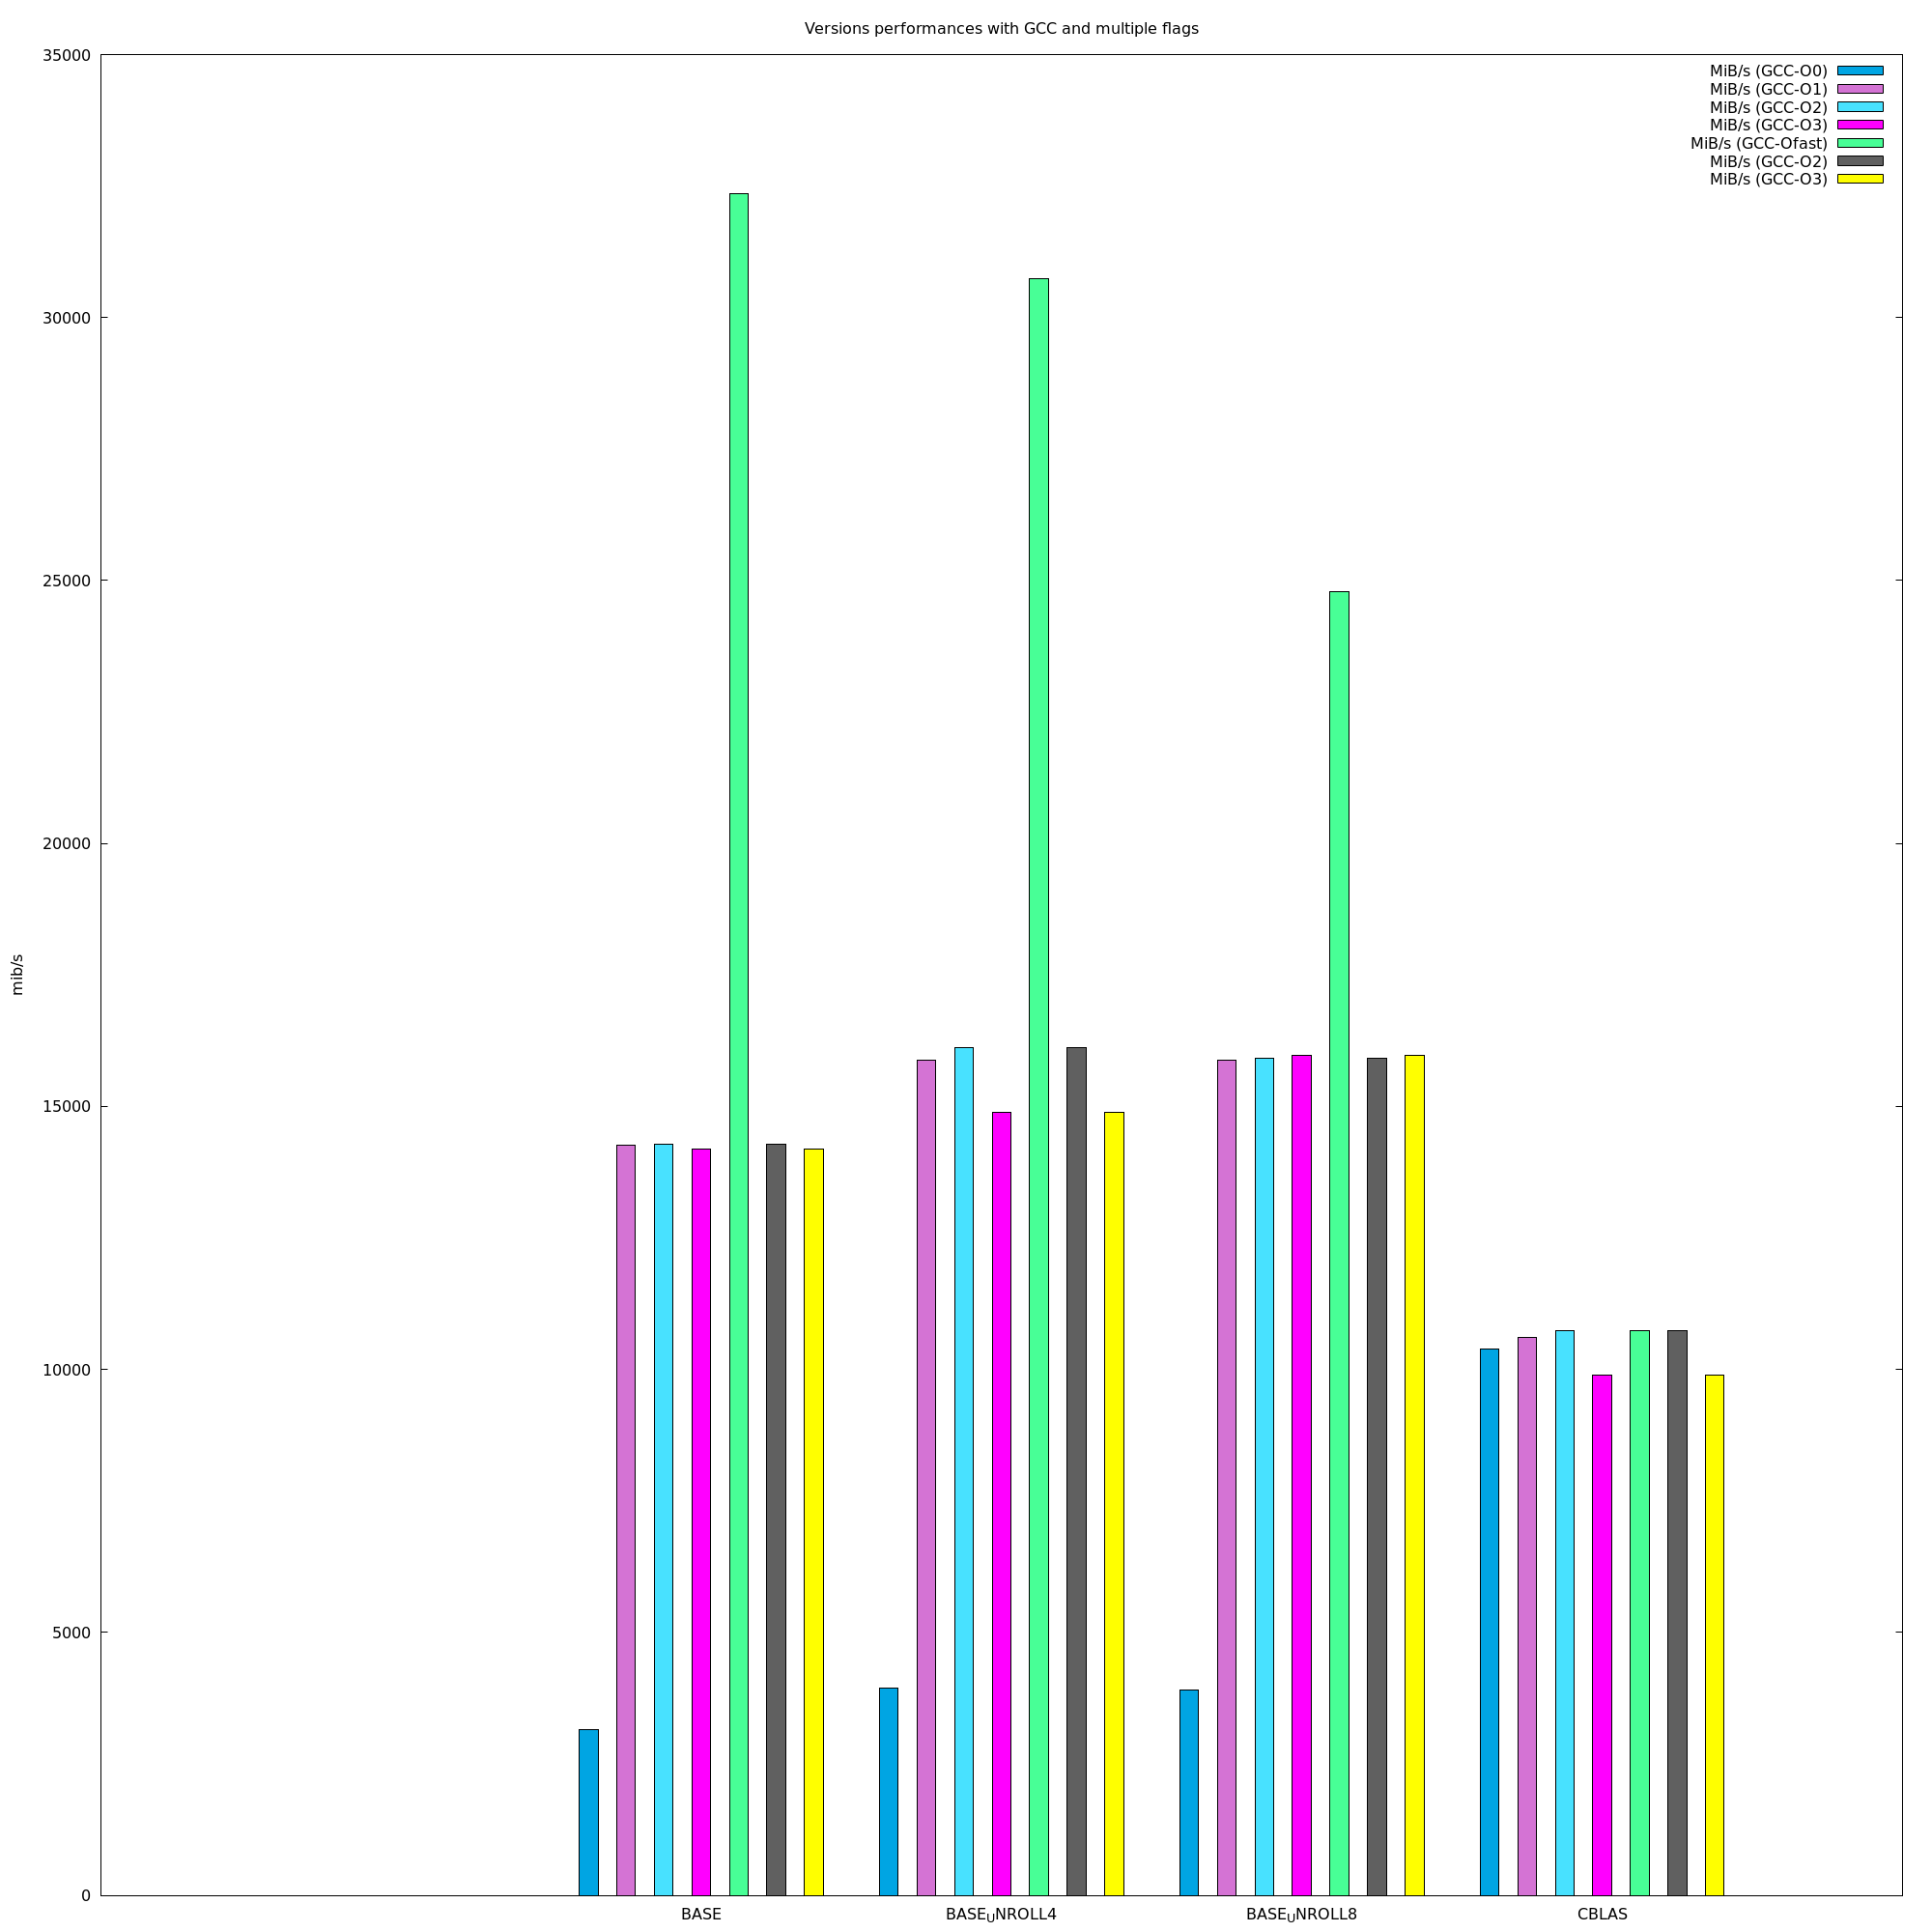 Versions performances with GCC and multiple flags
35000
30000
25000
20000
15000
10000
5000
0
mib/s
MiB/s (GCC-O0)
MiB/s (GCC-O1)
MiB/s (GCC-O2)
MiB/s (GCC-O3)
MiB/s (GCC-Ofast)
MiB/s (GCC-O2)
MiB/s (GCC-O3)
BASE BASEUNROLL4 BASEUNROLL8 CBLAS